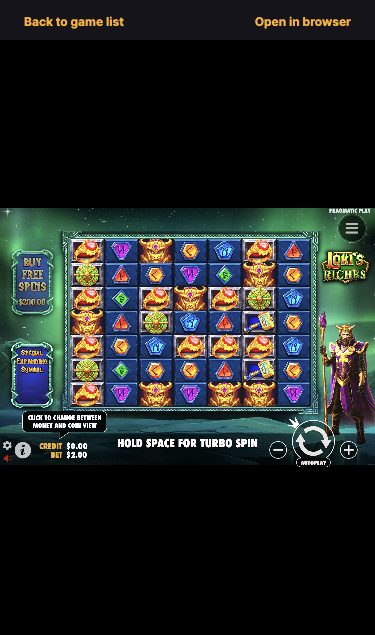 Back to game list
Open in browser
PRAGMATIC PLAY
BUY
FREE
SPINS
$200.00
LOKI'S
RICHES
SPECIAL
EXPANDING
SYMBOL
CLICK TO CHANGE BETWEEN
MONEY AND COIN VIEW
CREDIT $0.00
BET $2.00
HOLD SPACE FOR TURBO SPIN
AUTOPLAY